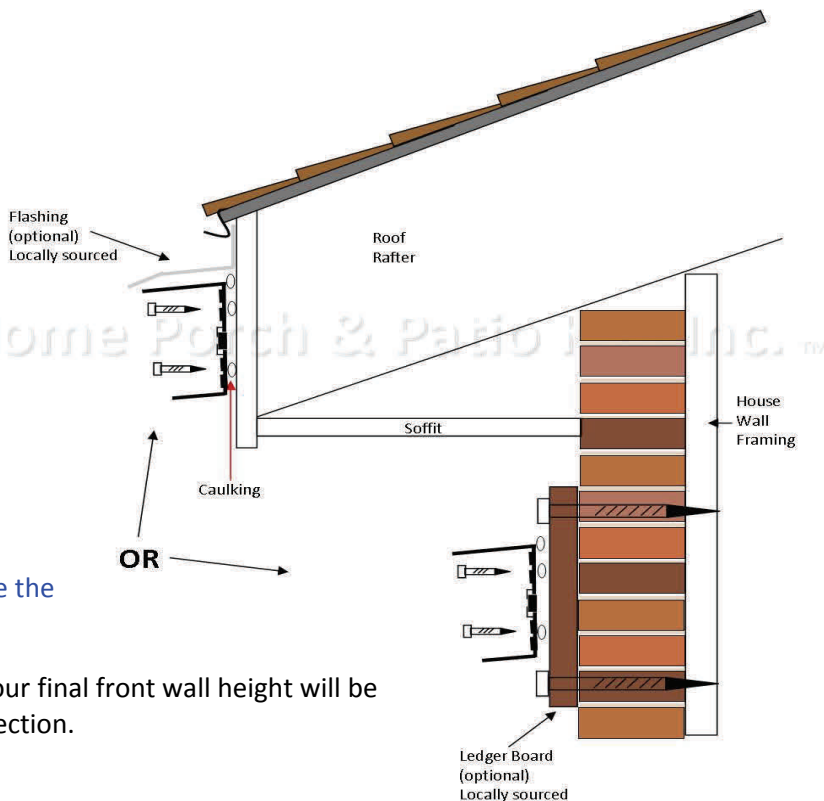 Flashing
(optional)
Locally sourced
Roof
Rafter
ome Porch & Patio Inc.
House
Wall
Framing
Soffit
Caulking
OR
e the
our final front wall height will be
ection.
Ledger Board
(optional)
Locally sourced